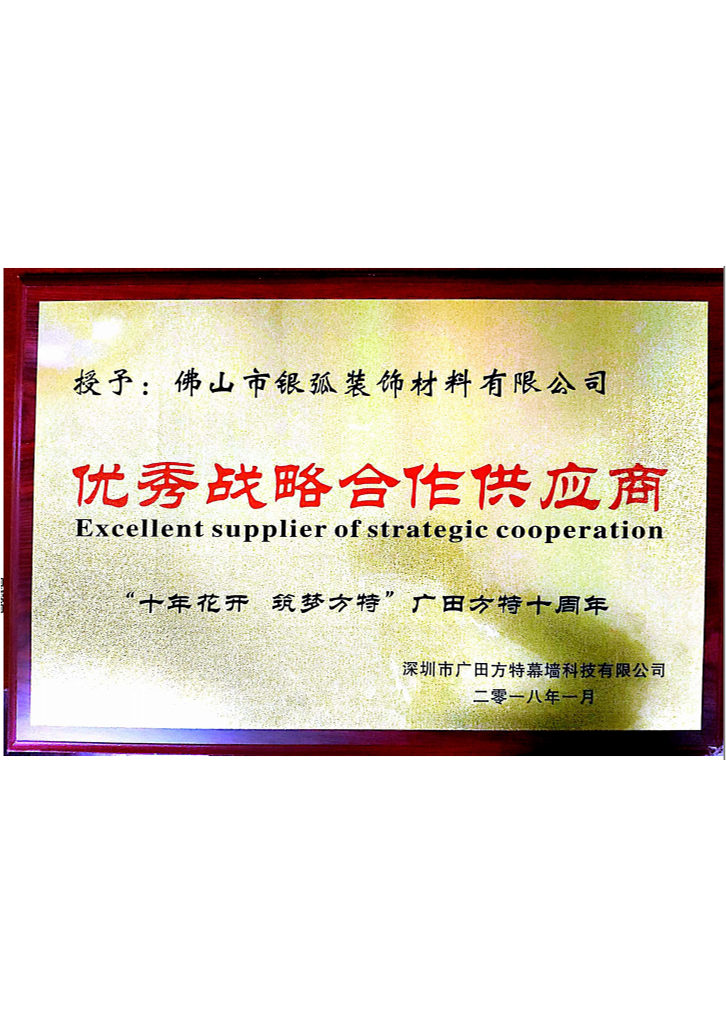 授予：佛山市银弧装饰材料有限公司
优秀战略合作供应商
Excellent supplier of strategic cooperation
“十年花开 筑梦方特”广田方特十周年
深圳市广田方特幕墙科技有限公司
二零一八年一月